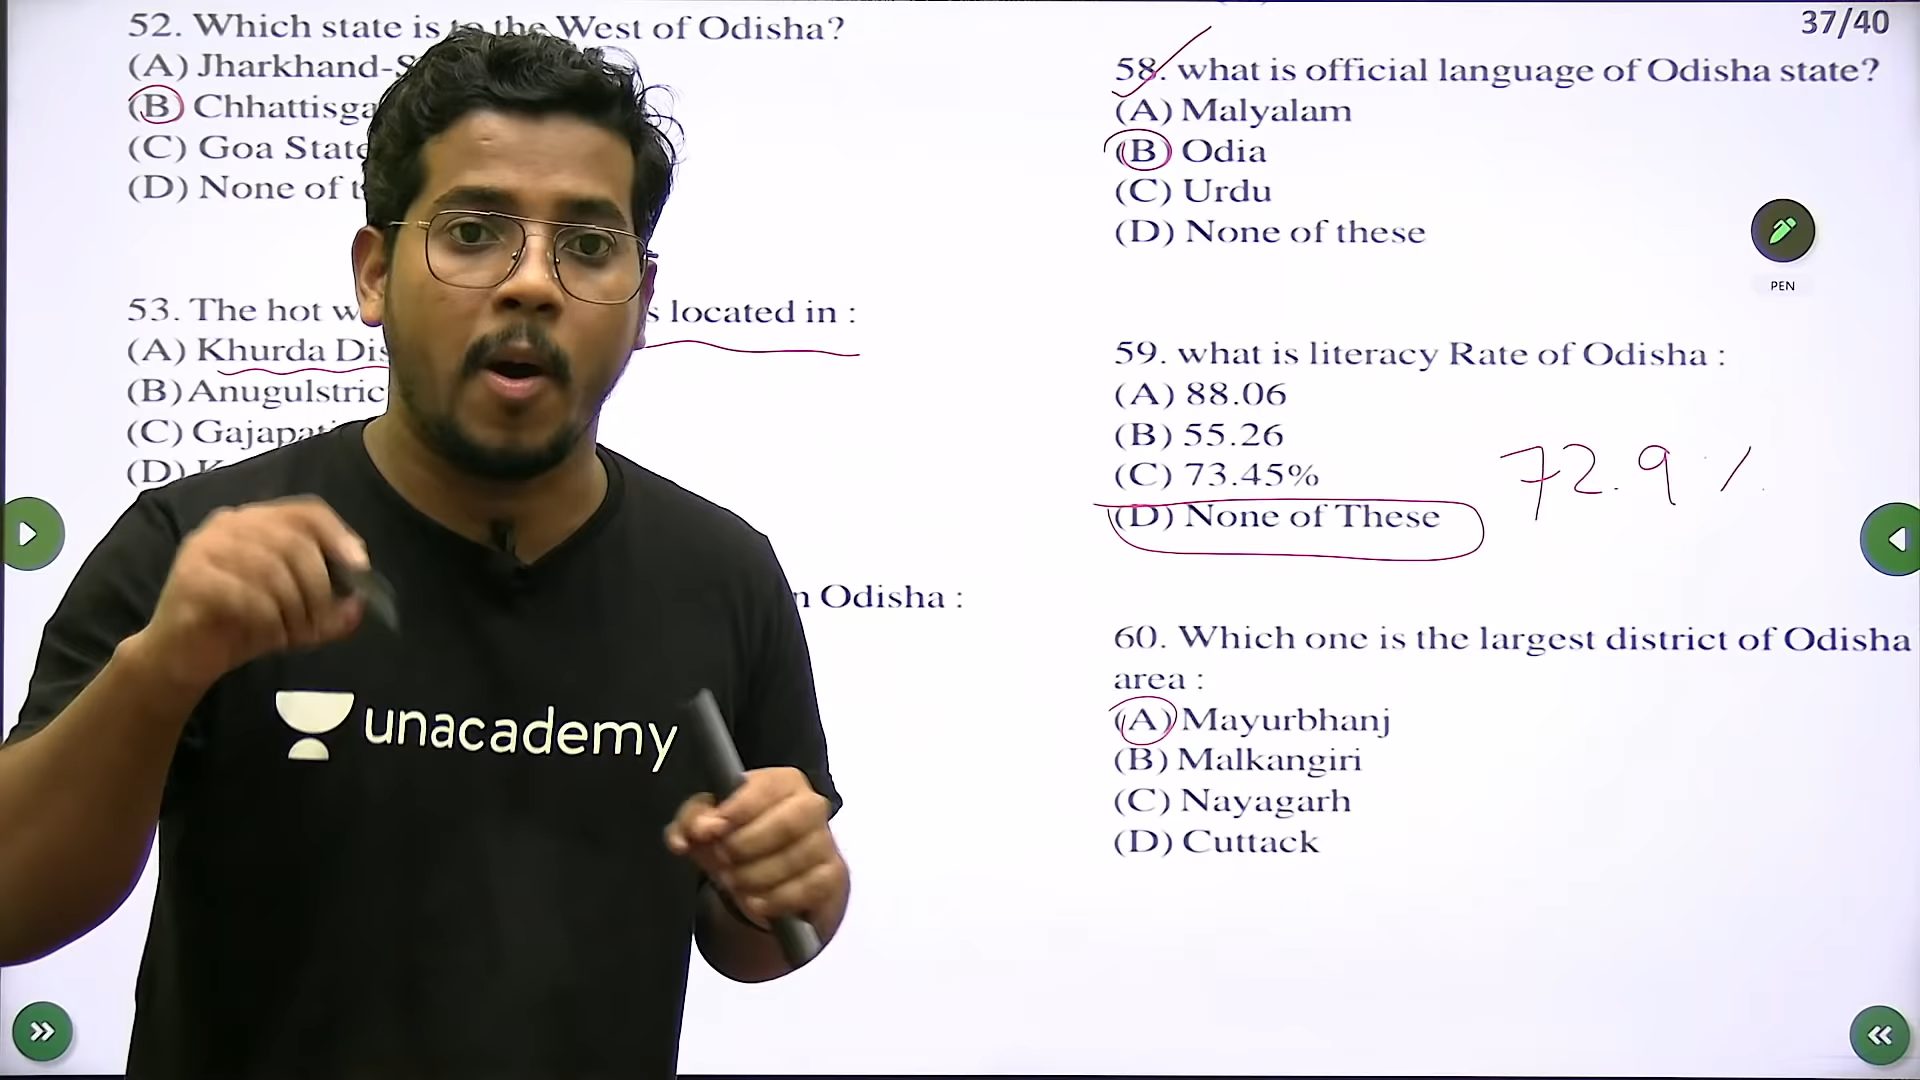 37/40
52. Which state is to the West of Odisha?
(A) Jharkhand-S
(B) Chhattisga
(C) Goa State
(D) None of t
53. The hot w s located in :
(A) Khurda Dis
(B) Anugulstric
(C) Gajapati
(D) K
n Odisha :
58. what is official language of Odisha state?
(A) Malyalam
(B) Odia
(C) Urdu
(D) None of these
PEN
59. what is literacy Rate of Odisha :
(A) 88.06
(B) 55.26
(C) 73.45%
(D) None of These
72.9 %
60. Which one is the largest district of Odisha
area :
(A) Mayurbhanj
(B) Malkangiri
(C) Nayagarh
(D) Cuttack
unacademy